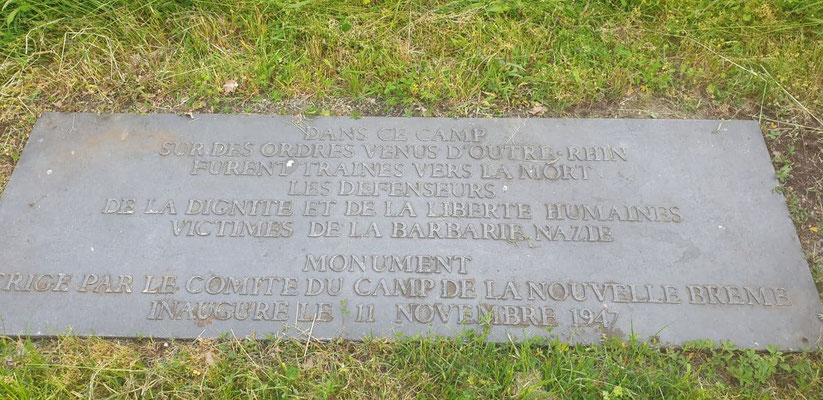 DANS CE CAMP
SUR DES ORDRES VENUS D'OUTRE-RHIN
FURENT TRAINES VERS LA MORT
LES DEFENSEURS
DE LA DIGNITE ET DE LA LIBERTE HUMAINES
VICTIMES DE LA BARBARIE NAZIE
MONUMENT
ERIGE PAR LE COMITE DU CAMP DE LA NOUVELLE BREME
INAUGURE LE 11 NOVEMBRE 1947